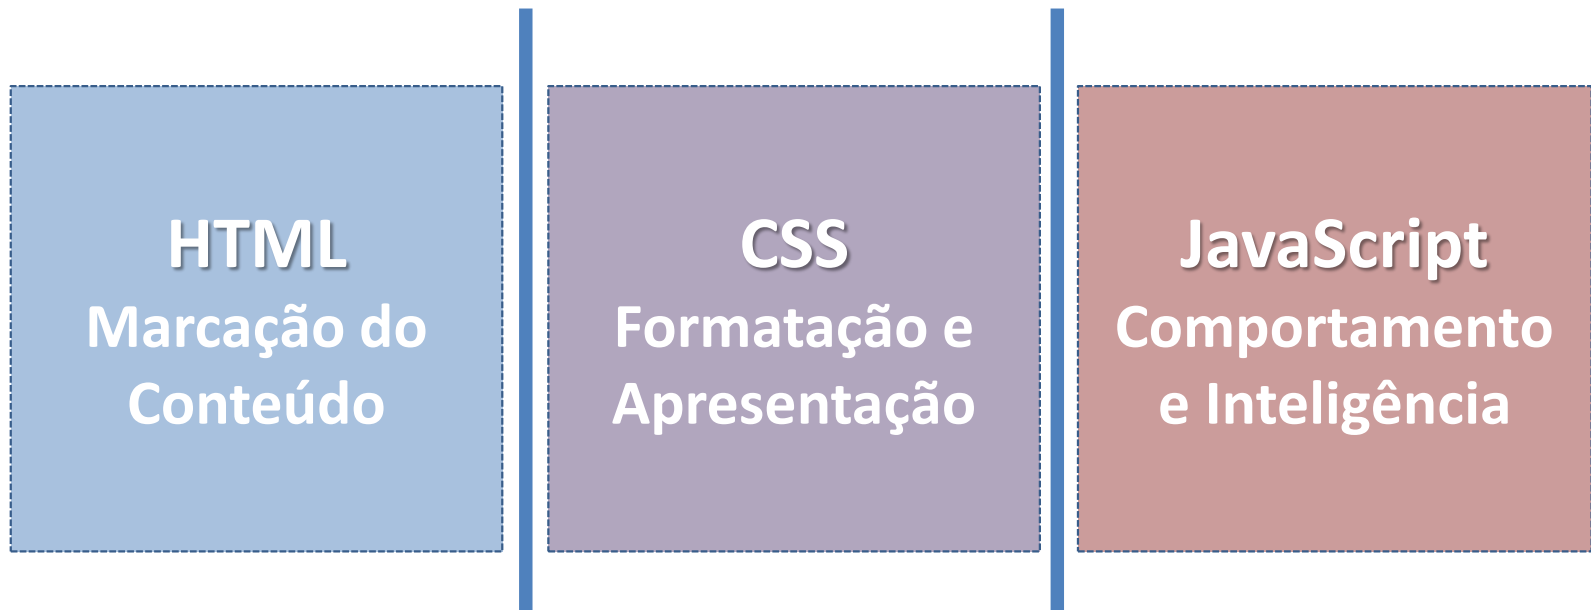 HTML
Marcação do
Conteúdo
CSS
Formatação e
Apresentação
JavaScript
Comportamento
e Inteligência